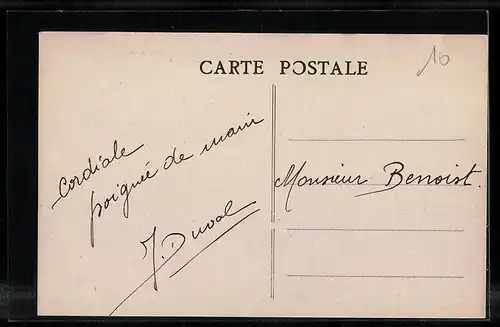 CARTE POSTALE
10
Cordiale
poignée de main
J. Duval
Monsieur Benoist.